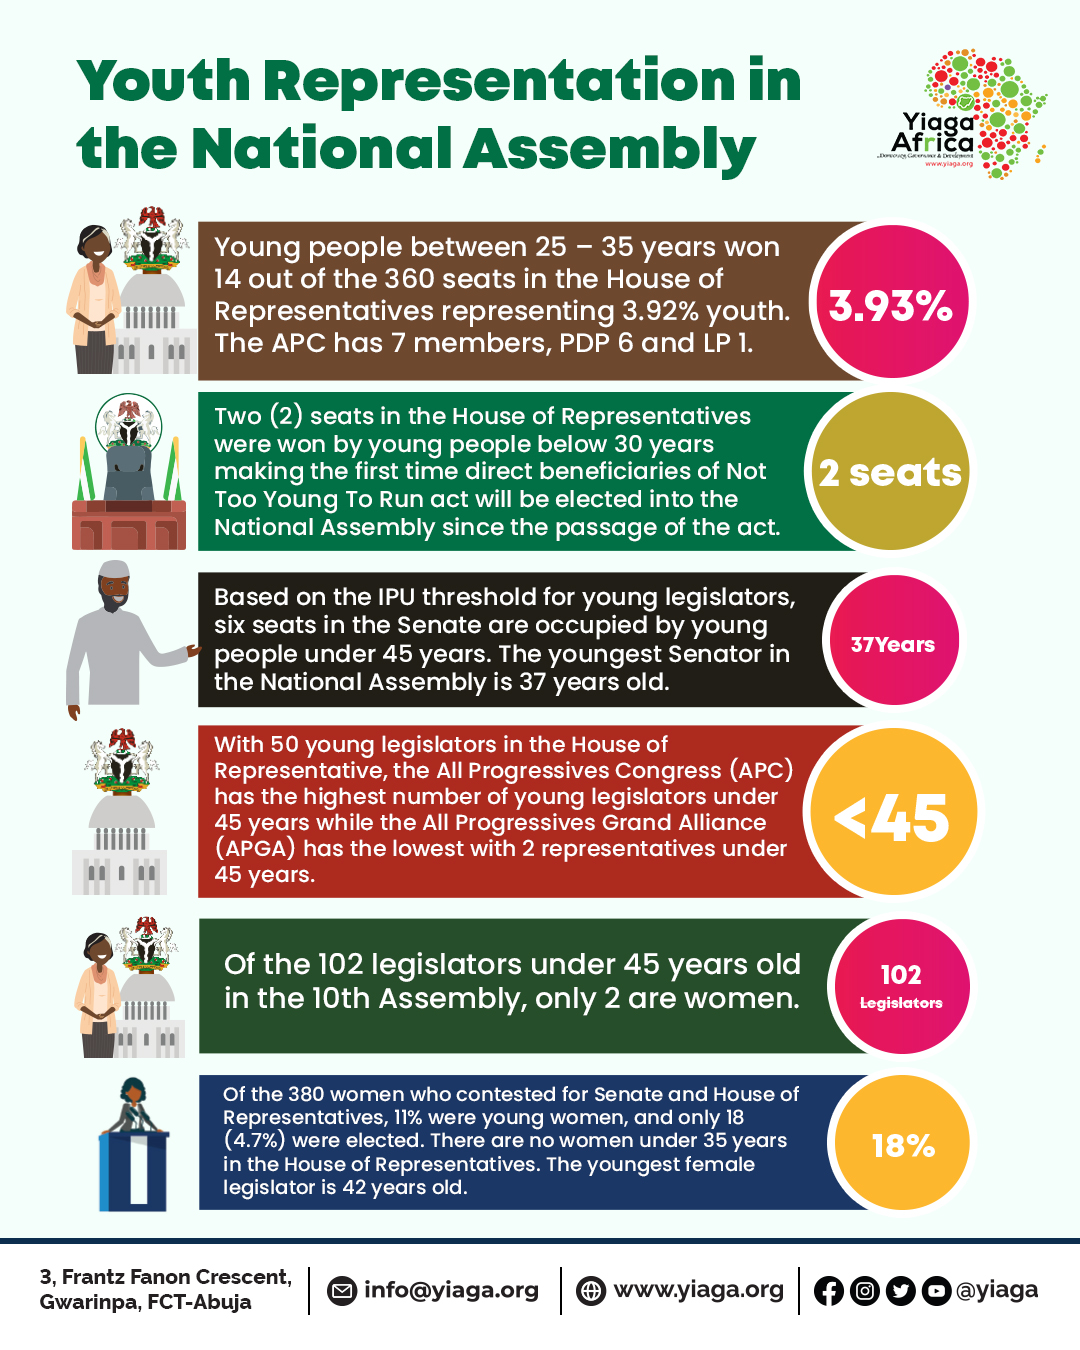 Youth Representation in
the National Assembly
Yiaga
Africa
...Democracy, Governance & Development
www.yiaga.org
Young people between 25 – 35 years won
14 out of the 360 seats in the House of
Representatives representing 3.92% youth.
The APC has 7 members, PDP 6 and LP 1.
3.93%
Two (2) seats in the House of Representatives
were won by young people below 30 years
making the first time direct beneficiaries of Not
Too Young To Run act will be elected into the
National Assembly since the passage of the act.
2 seats
Based on the IPU threshold for young legislators,
six seats in the Senate are occupied by young
people under 45 years. The youngest Senator in
the National Assembly is 37 years old.
37Years
With 50 young legislators in the House of
Representative, the All Progressives Congress (APC)
has the highest number of young legislators under
45 years while the All Progressives Grand Alliance
(APGA) has the lowest with 2 representatives under
45 years.
<45
Of the 102 legislators under 45 years old
in the 10th Assembly, only 2 are women.
102
Legislators
Of the 380 women who contested for Senate and House of
Representatives, 11% were young women, and only 18
(4.7%) were elected. There are no women under 35 years
in the House of Representatives. The youngest female
legislator is 42 years old.
18%
3, Frantz Fanon Crescent,
Gwarinpa, FCT-Abuja
info@yiaga.org
www.yiaga.org
@yiaga